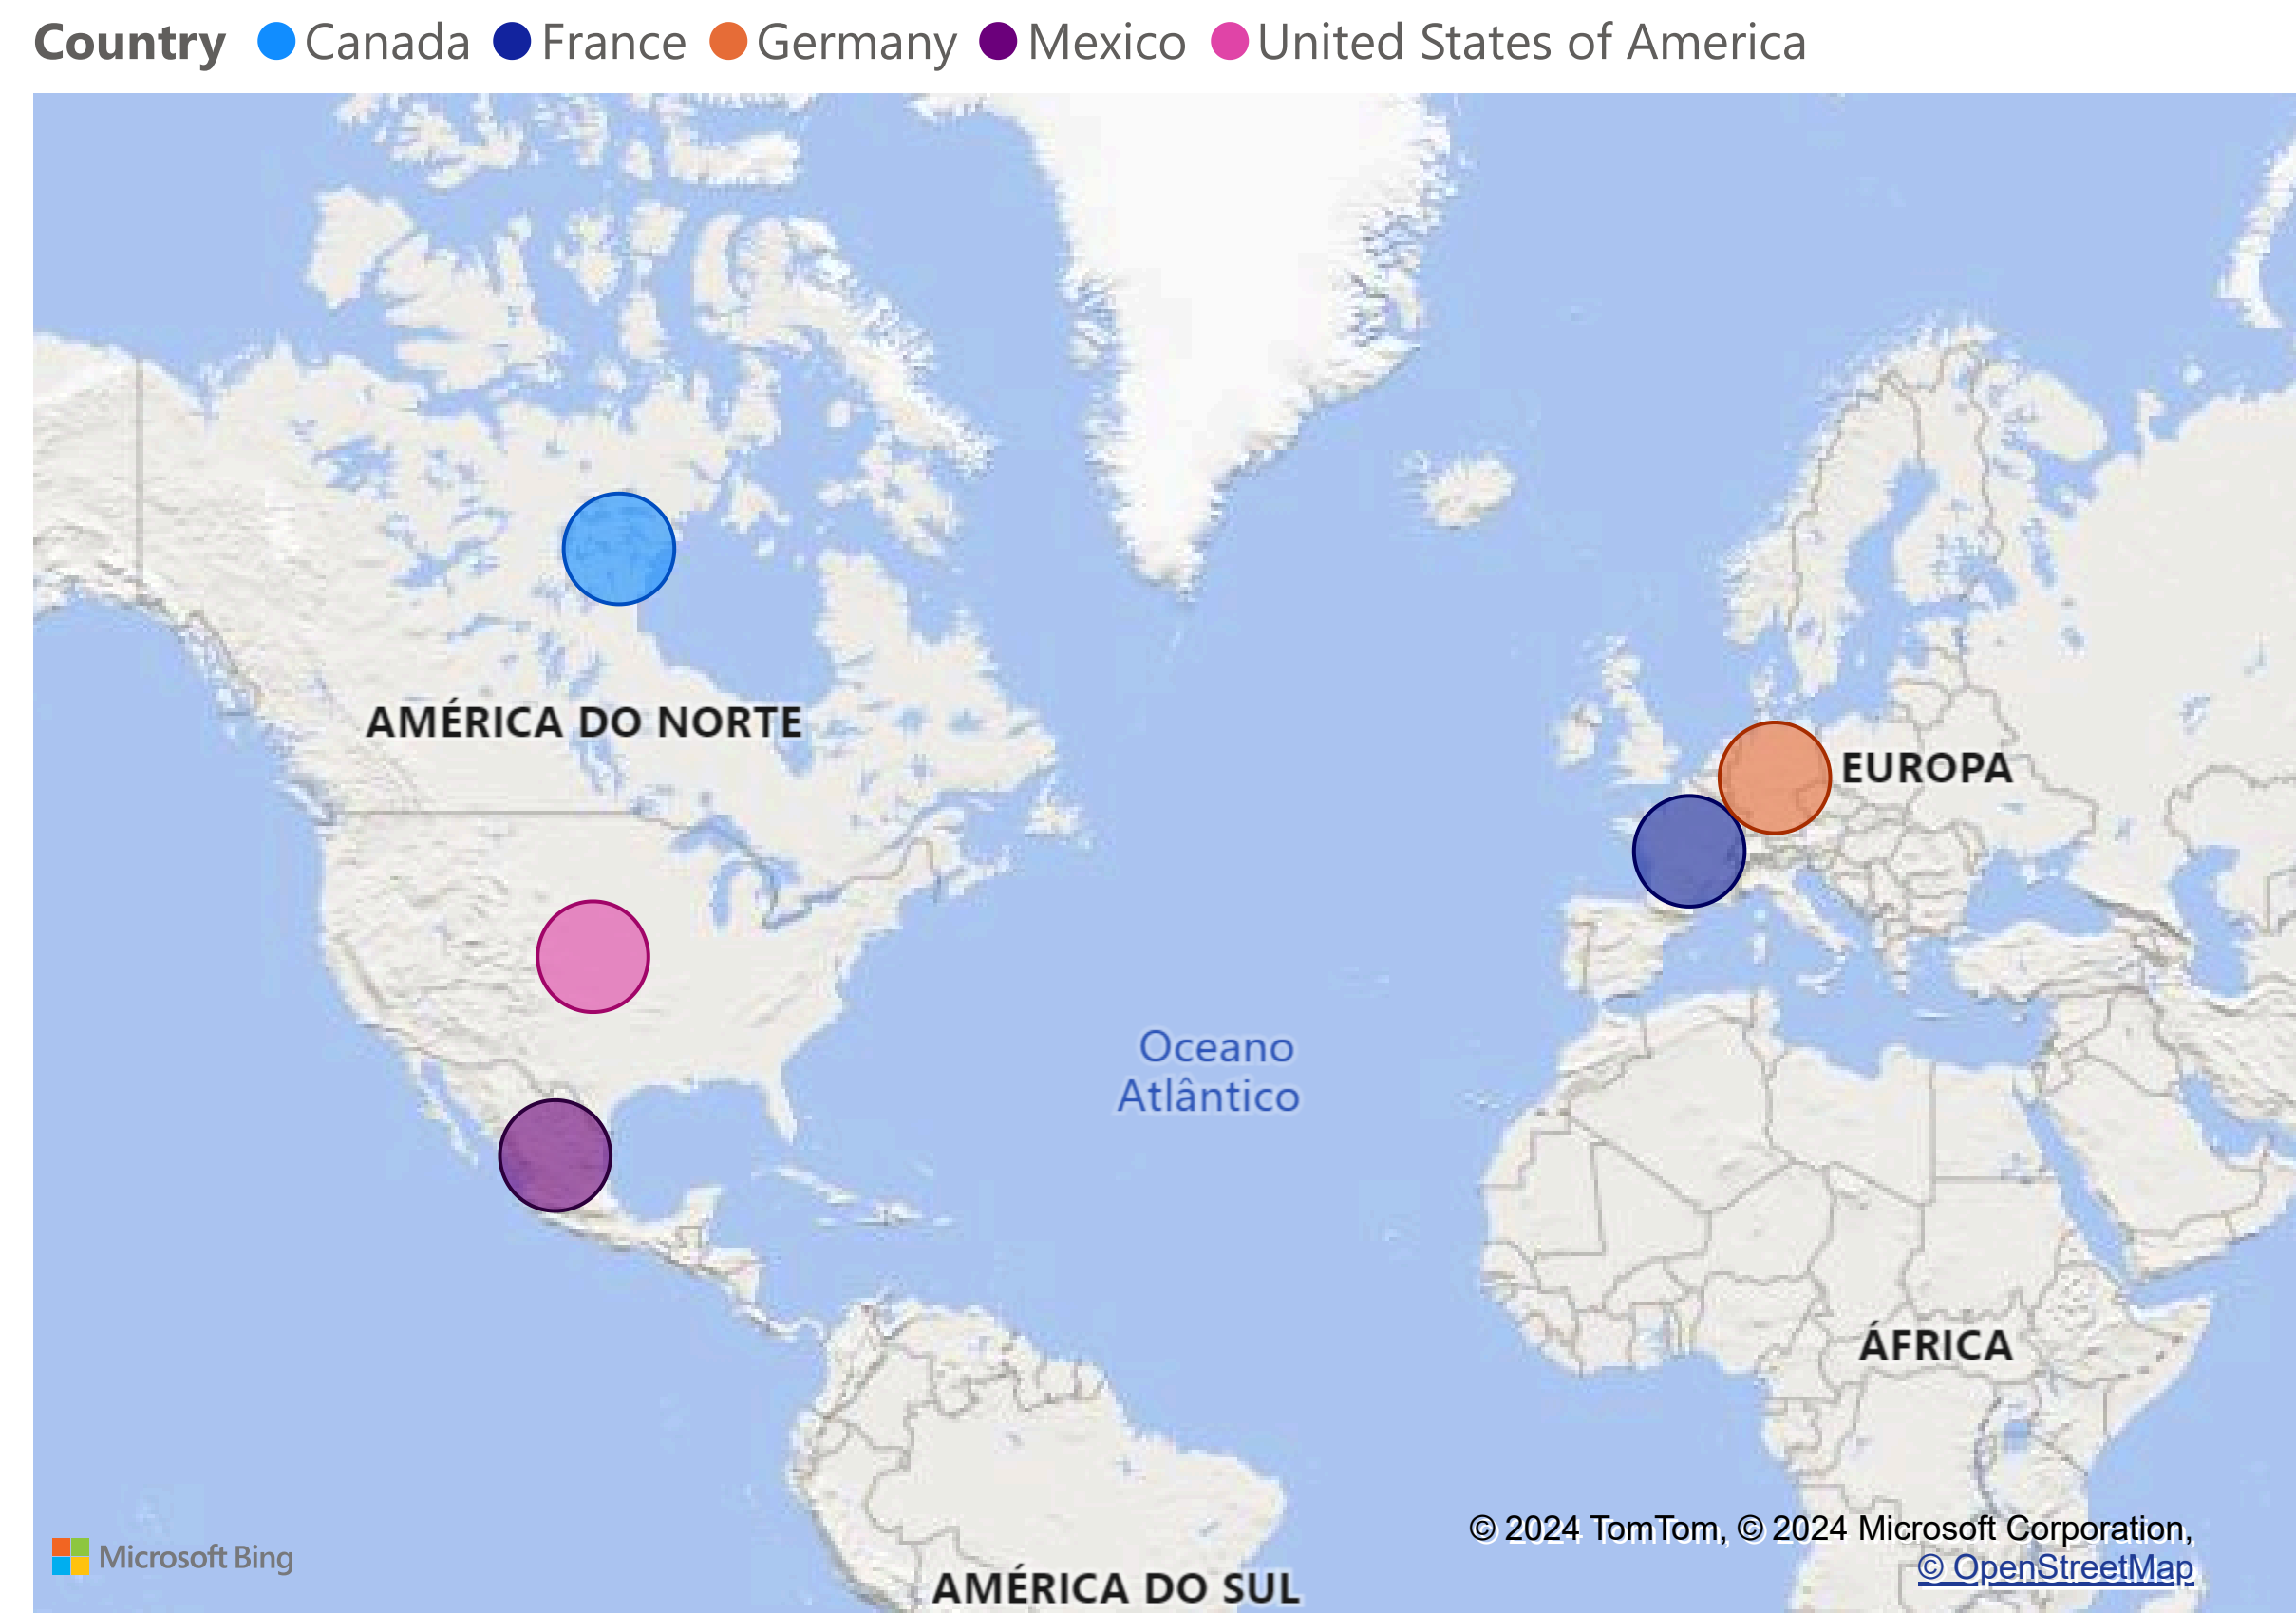 Country Canada France Germany Mexico United States of America
AMÉRICA DO NORTE
EUROPA
Oceano
Atlântico
ÁFRICA
AMÉRICA DO SUL
Microsoft Bing
© 2024 TomTom, © 2024 Microsoft Corporation,
© OpenStreetMap